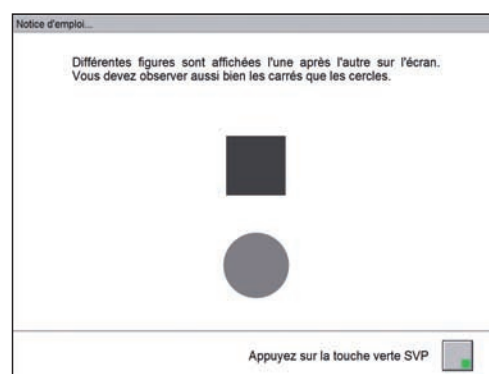 Notice d'emploi...
Différentes figures sont affichées l'une après l'autre sur l'écran.
Vous devez observer aussi bien les carrés que les cercles.
Appuyez sur la touche verte SVP